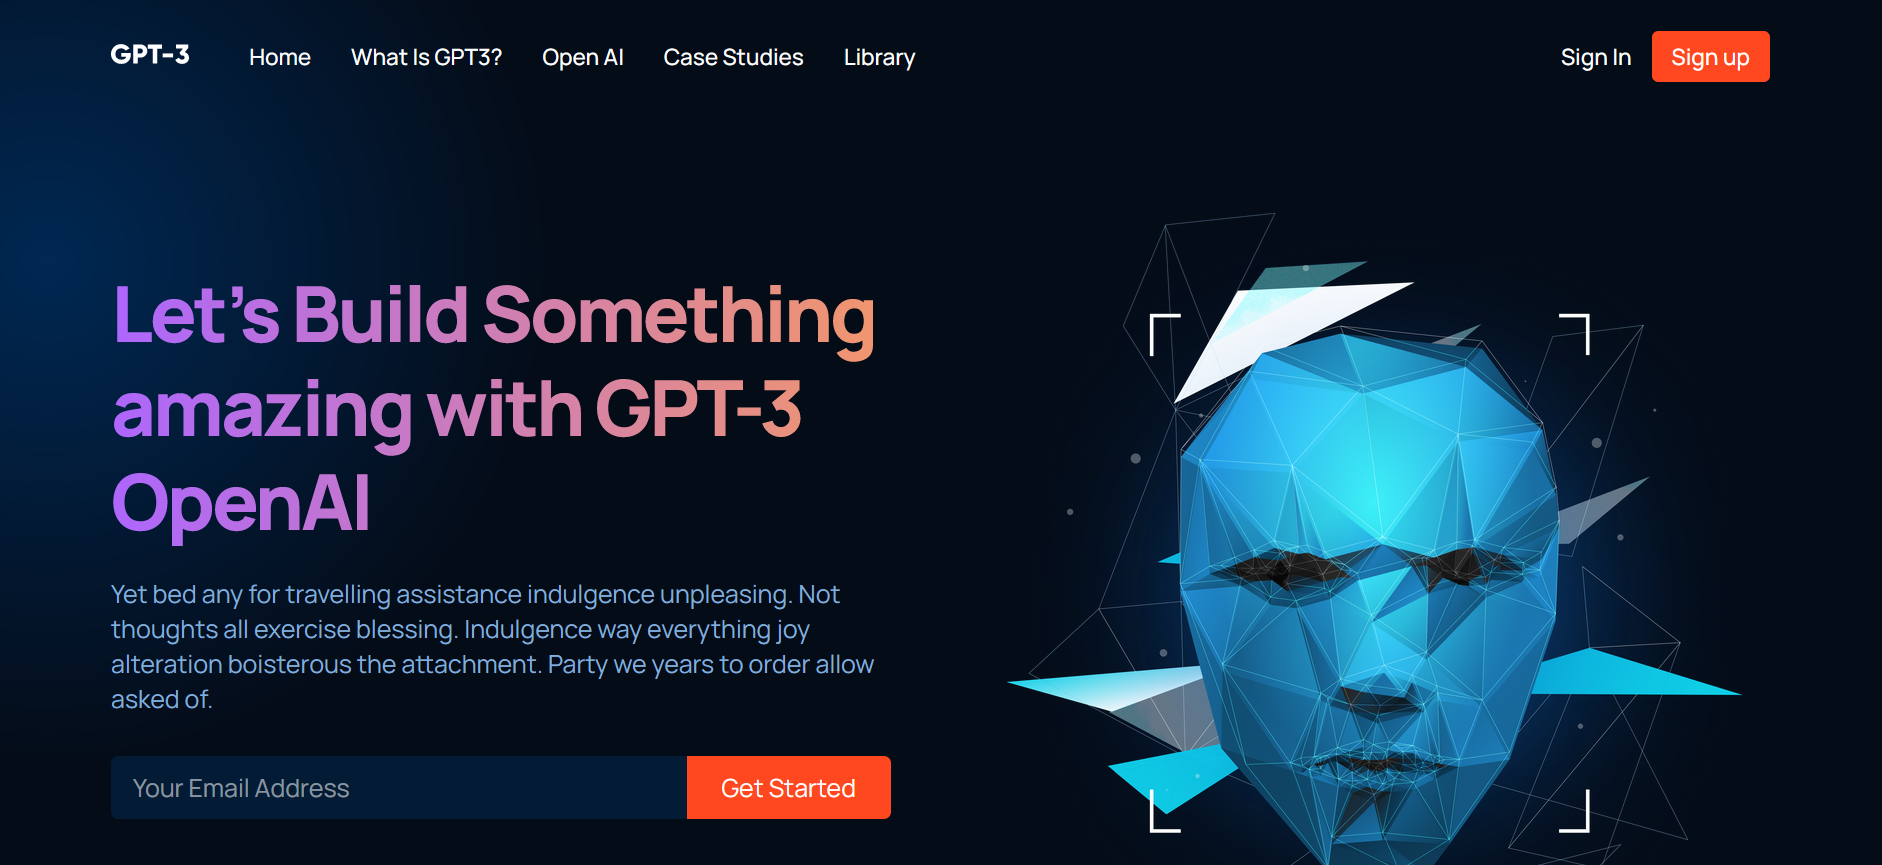 GPT-3 Home What Is GPT3? Open AI Case Studies Library Sign In Sign up
Let’s Build Something
amazing with GPT-3
OpenAI
Yet bed any for travelling assistance indulgence unpleasing. Not
thoughts all exercise blessing. Indulgence way everything joy
alteration boisterous the attachment. Party we years to order allow
asked of.
Your Email Address Get Started